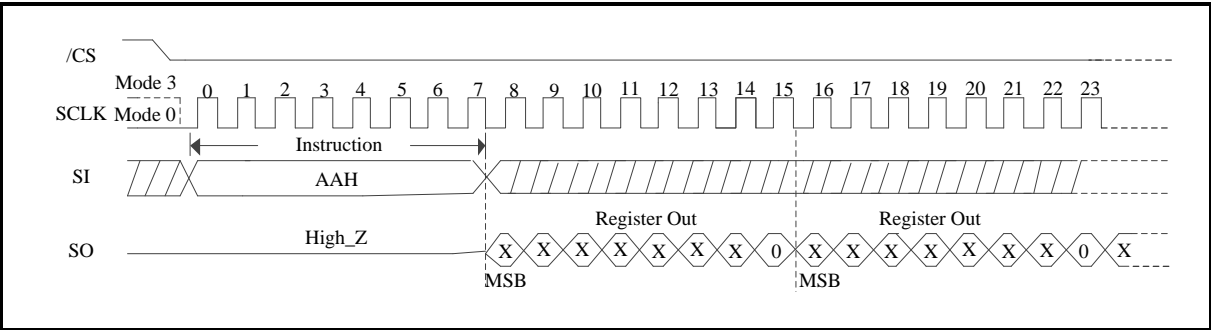 /CS
Mode 3
0 1 2 3 4 5 6 7 8 9 10 11 12 13 14 15 16 17 18 19 20 21 22 23
SCLK Mode 0
Instruction
SI AAH
Register Out Register Out
SO High_Z X X X X X X X 0 X X X X X X X 0 X
MSB MSB